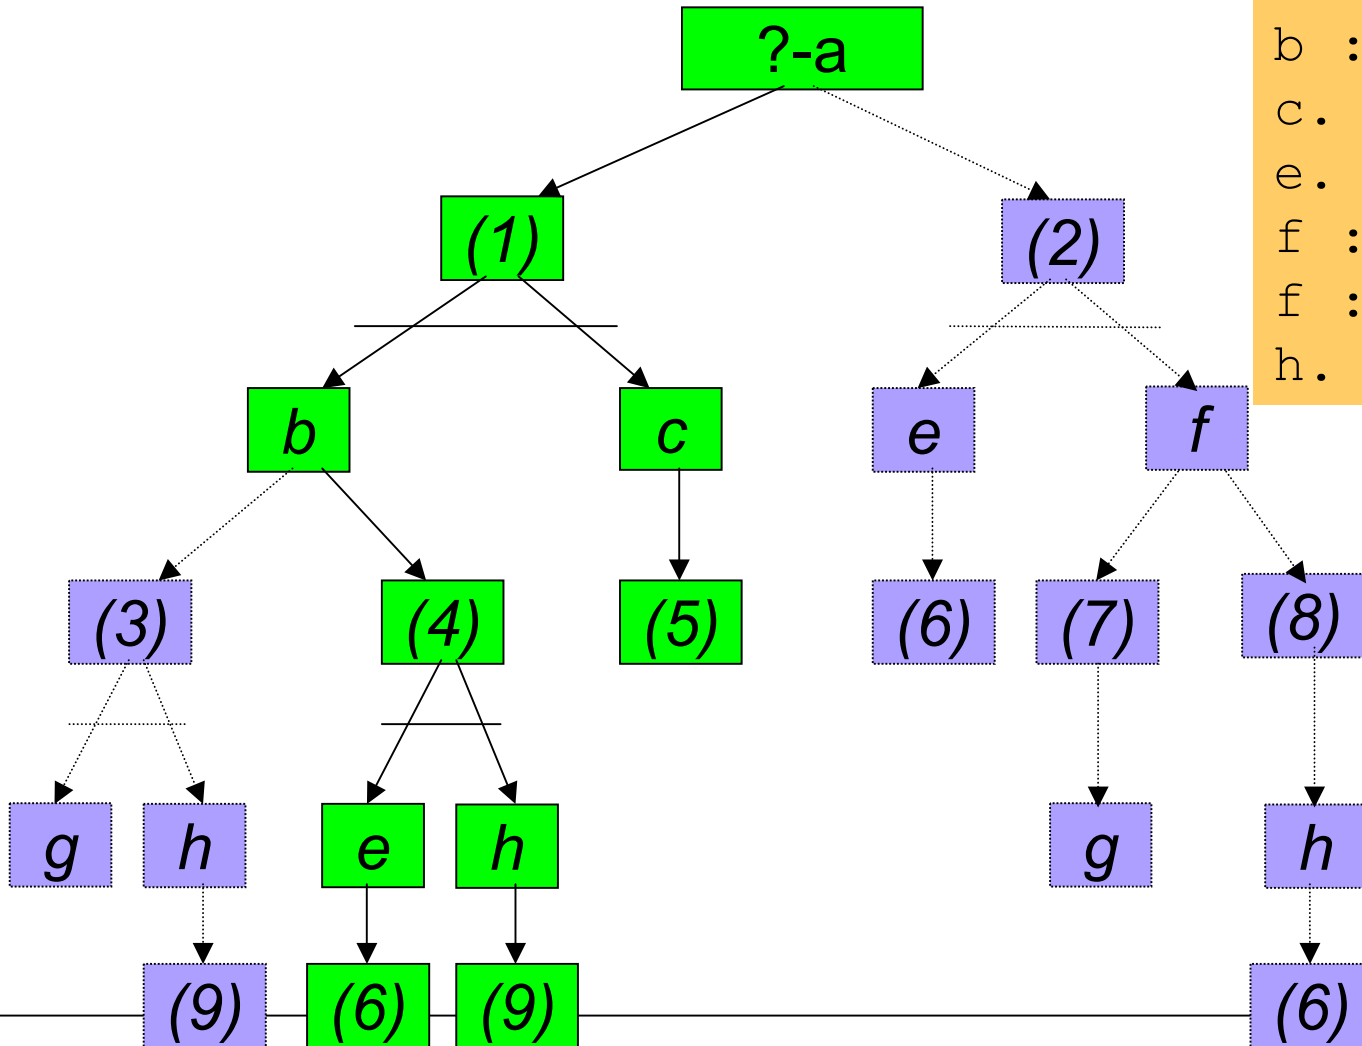 ?-a
b :
c.
e.
f :
f :
h.
(1)
(2)
b
c
e
f
(3)
(4)
(5)
(6)
(7)
(8)
g
h
e
h
g
h
(9)
(6)
(9)
(6)